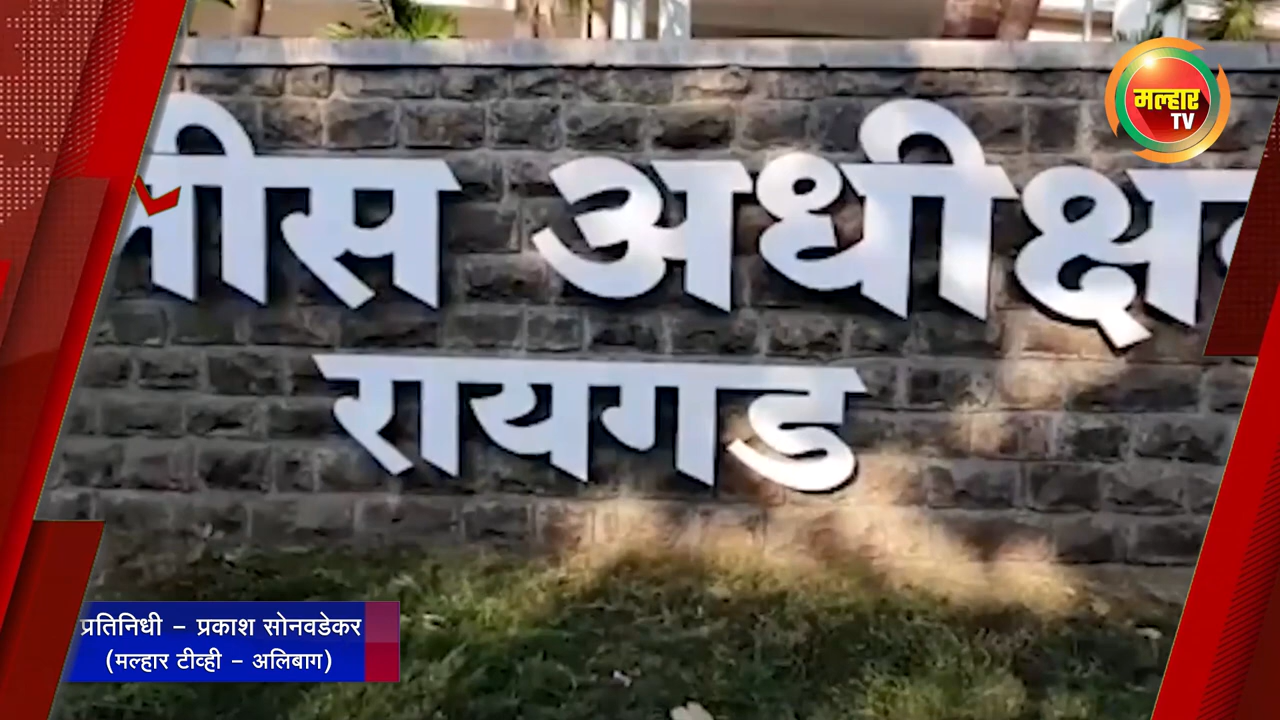 मल्हार
TV
अधीक्ष
रायगड
प्रतिनिधी – प्रकाश सोनवडेकर
(मल्हार टीव्ही – अलिबाग)